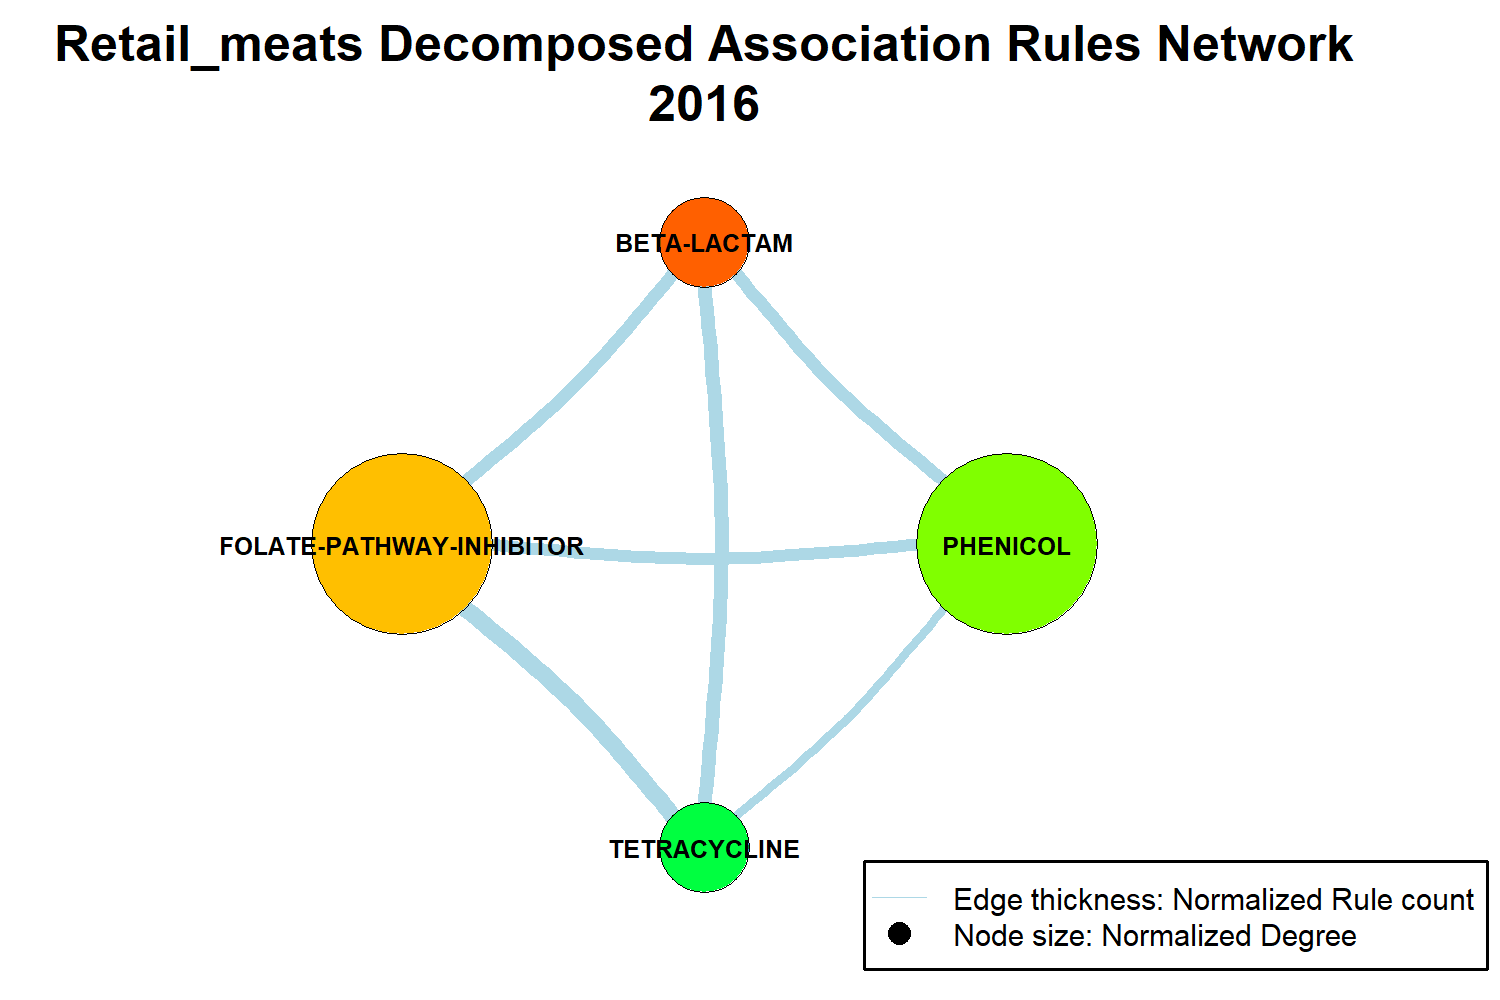 Retail_meats Decomposed Association Rules Network
2016
BETA-LACTAM
FOLATE-PATHWAY-INHIBITOR
PHENICOL
TETRACYCLINE
Edge thickness: Normalized Rule count
Node size: Normalized Degree